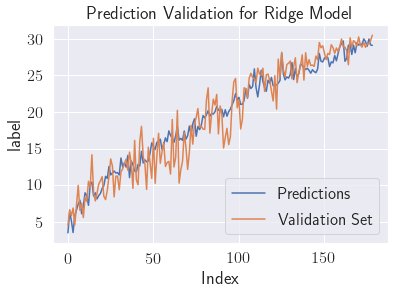 Prediction Validation for Ridge Model
30
25
20
15
10
5
label
Predictions
Validation Set
0 50 100 150
Index